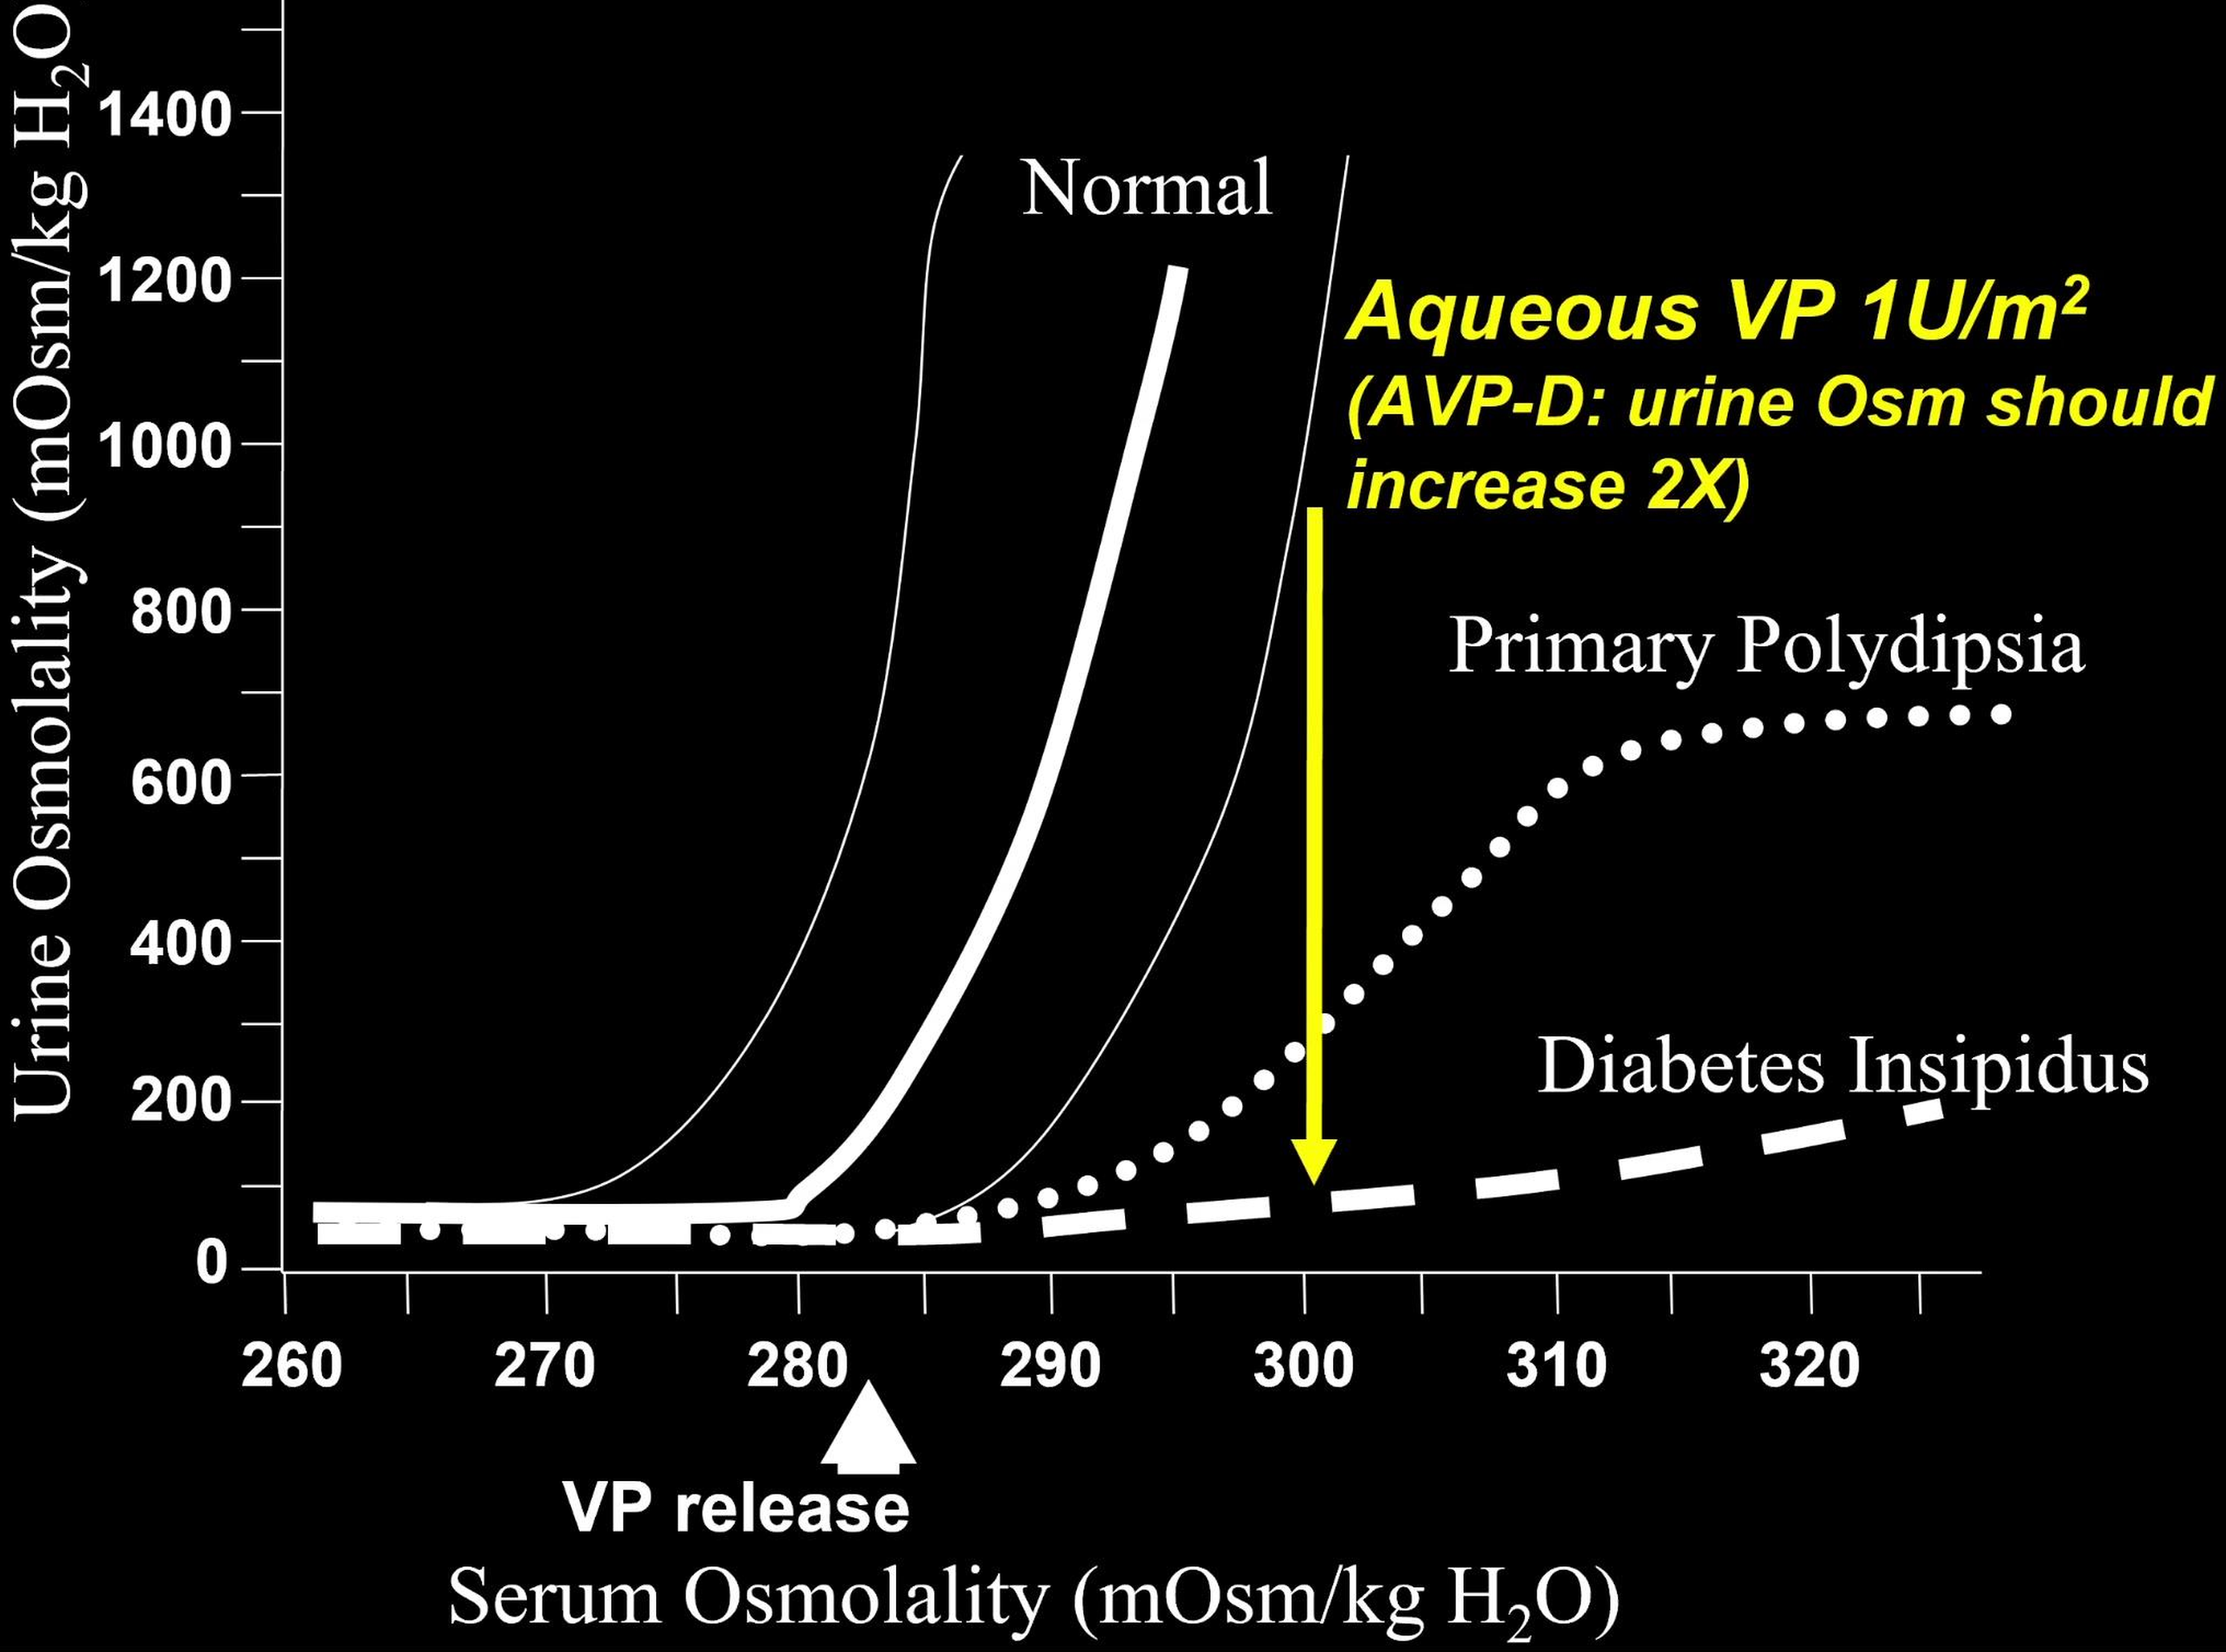 Urine Osmolality (mOsm/kg H₂O
1400
1200
1000
800
600
400
200
0
Normal
Aqueous VP 1U/m²
(AVP-D: urine Osm should
increase 2X)
Primary Polydipsia
Diabetes Insipidus
260 270 280 290 300 310 320
VP release
Serum Osmolality (mOsm/kg H₂O)